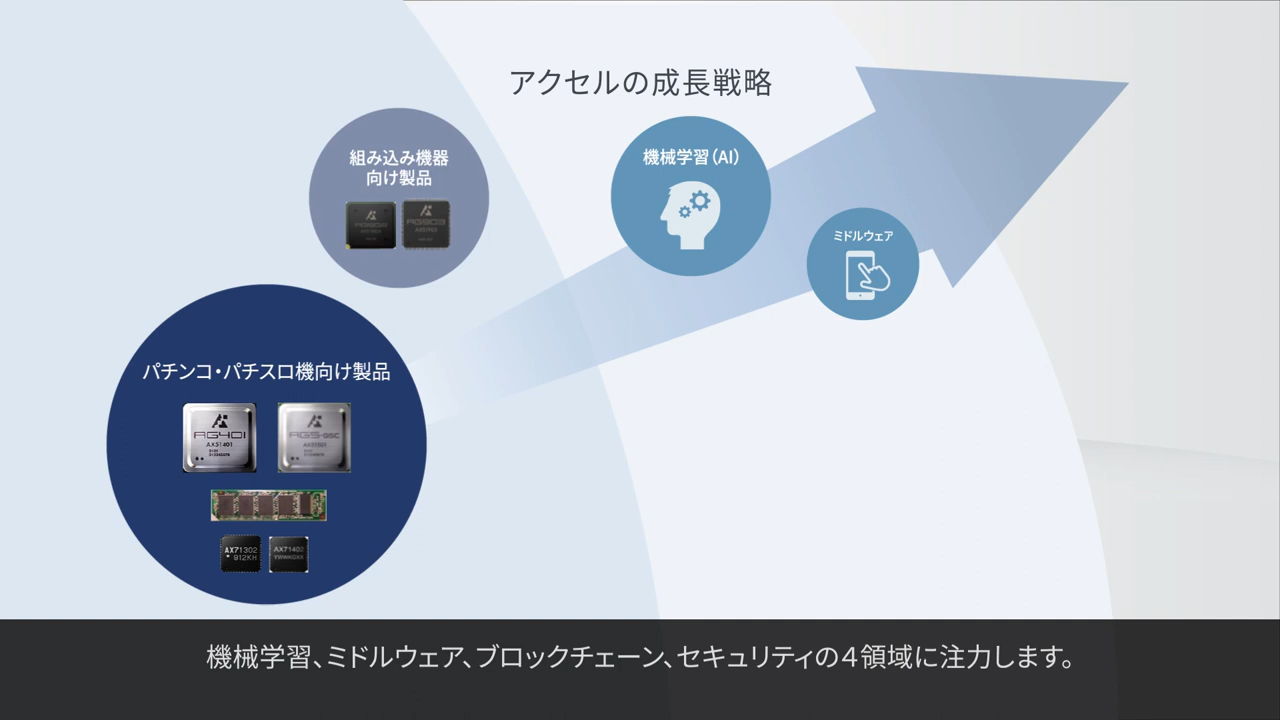 アクセルの成長戦略
組み込み機器
向け製品
機械学習（AI）
ミドルウェア
パチンコ・パチスロ機向け製品
AG401
AX51401
AX71302
912KH
AX71402
機械学習、ミドルウェア、ブロックチェーン、セキュリティの４領域に注力します。